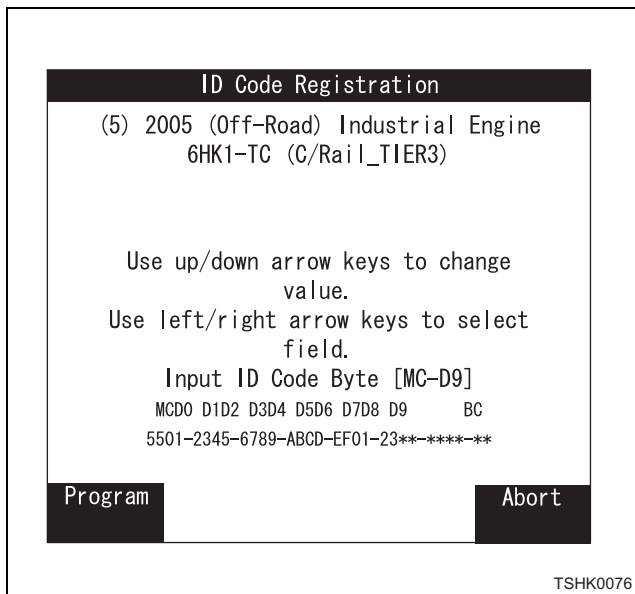 ID Code Registration
(5) 2005 (Off-Road) Industrial Engine
6HK1-TC (C/Rail_TIER3)
Use up/down arrow keys to change
value.
Use left/right arrow keys to select
field.
Input ID Code Byte [MC-D9]
MCD0 D1D2 D3D4 D5D6 D7D8 D9 BC
5501-2345-6789-ABCD-EF01-23**-****-**
Program Abort
TSHK0076